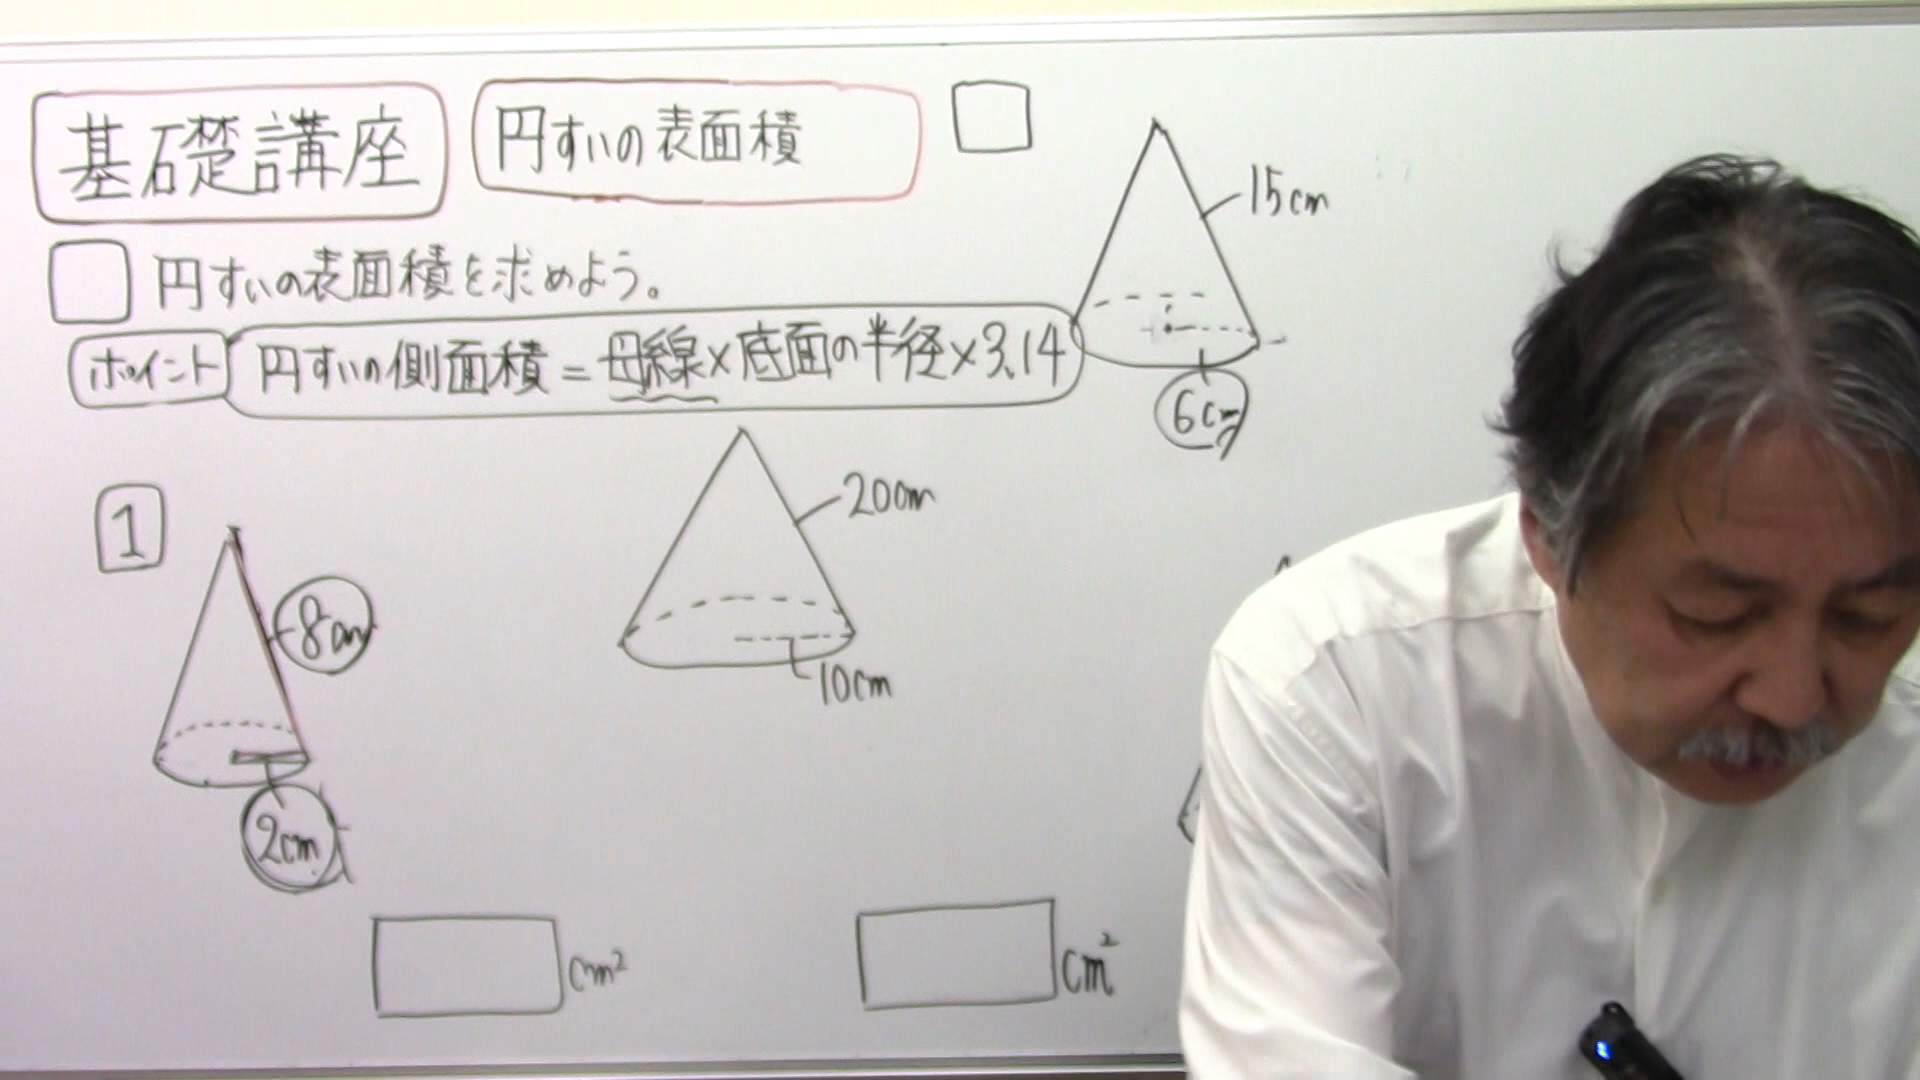 基礎講座
円すいの表面積
円すいの表面積を求めよう。
ポイント
円すいの側面積=母線×底面の半径×3.14
15cm
6cm
1
8cm
2cm
20cm
10cm
cm²
cm²